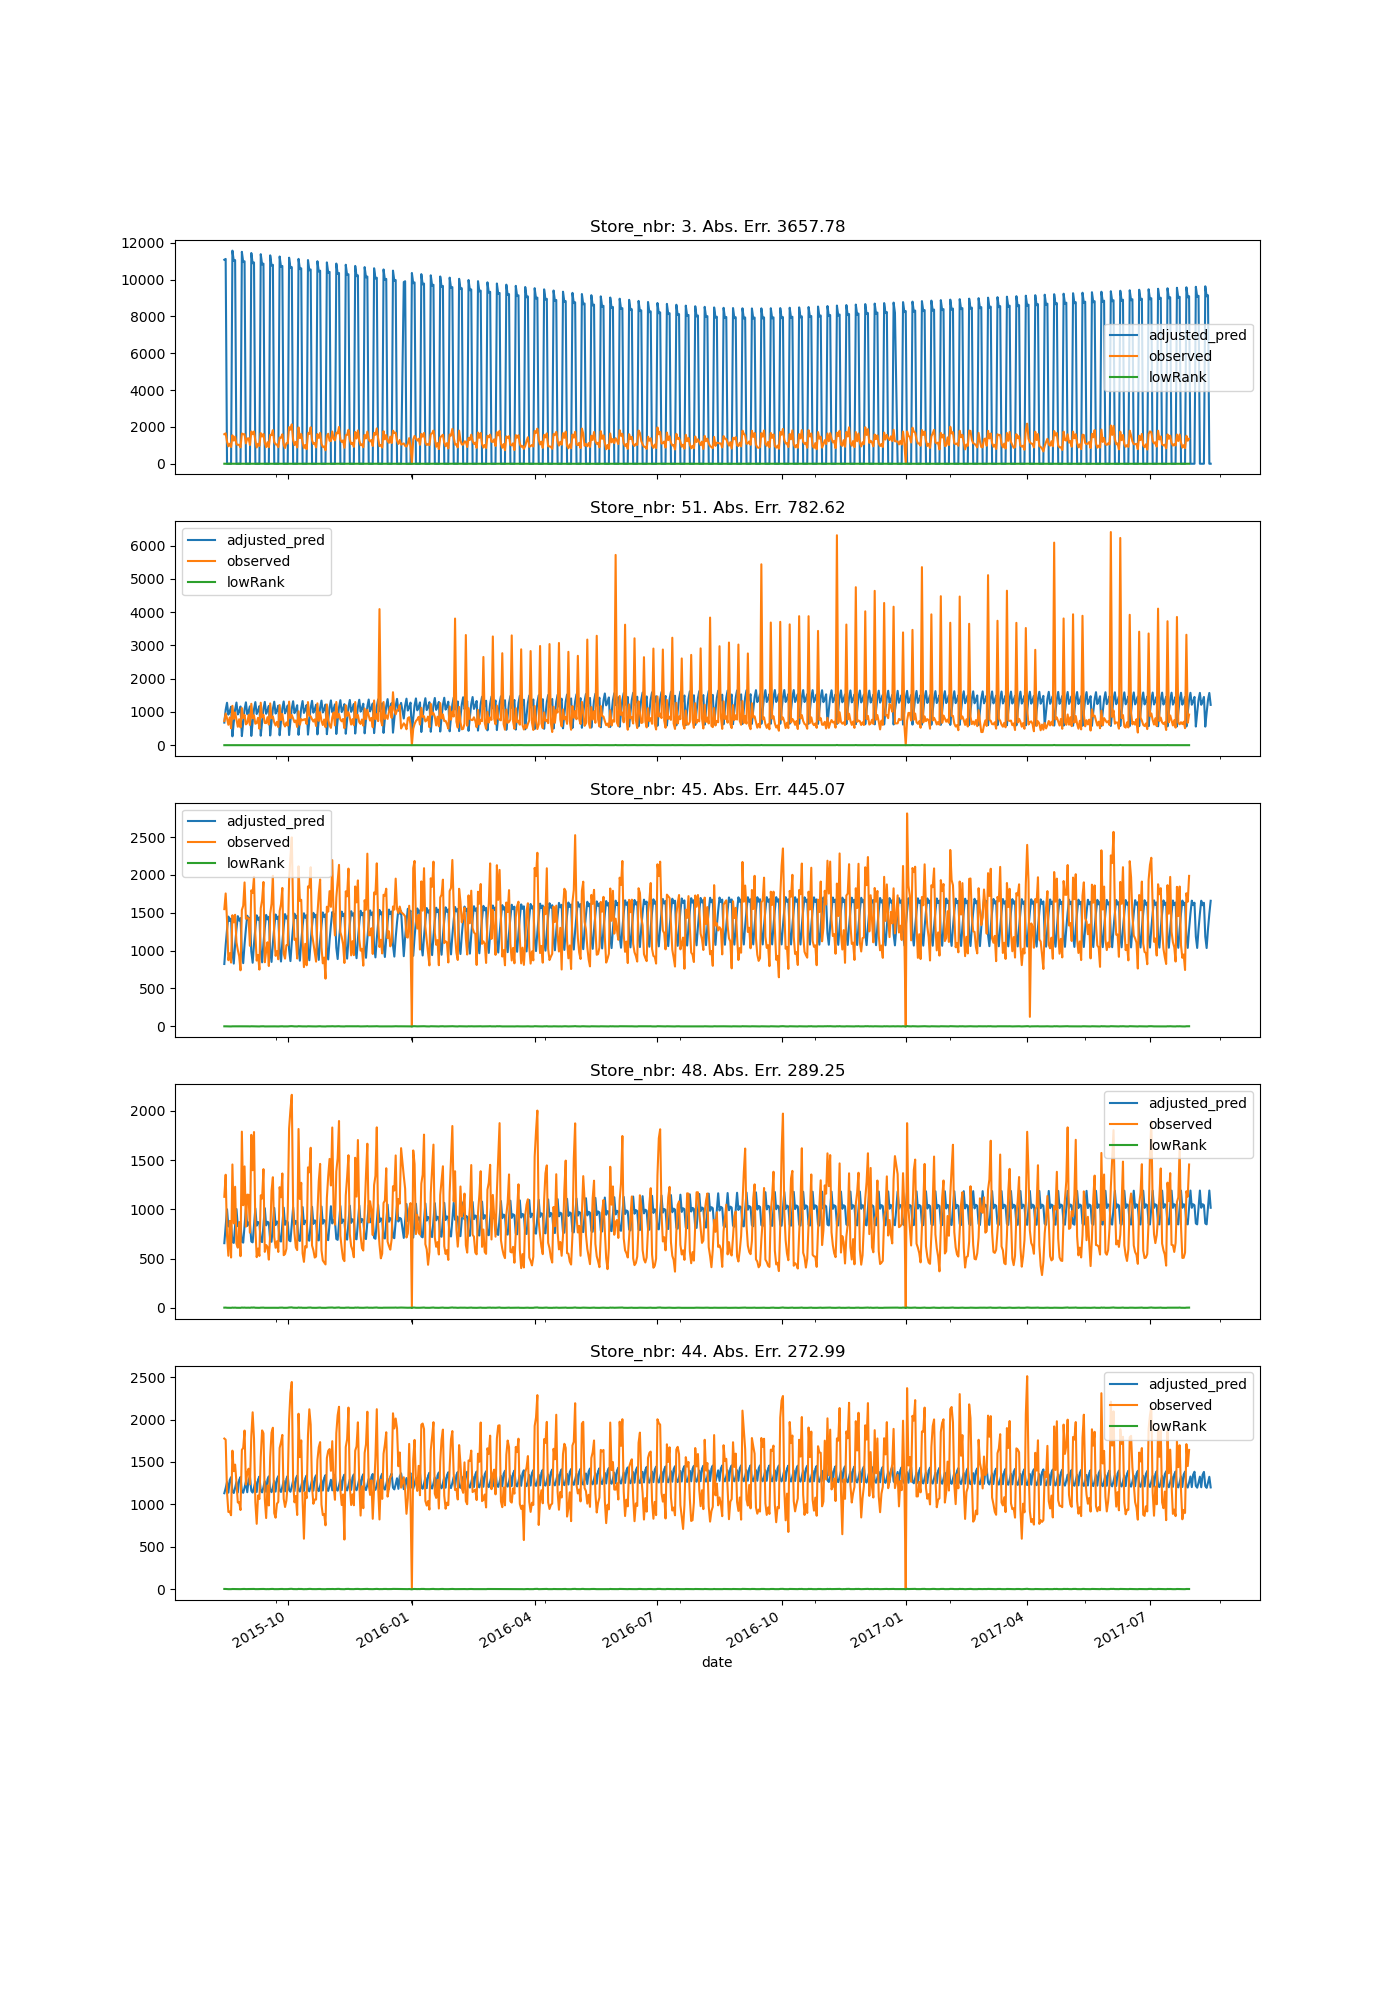 Store_nbr: 3. Abs. Err. 3657.78
12000
10000
8000
6000
4000
2000
0
adjusted_pred
observed
lowRank
Store_nbr: 51. Abs. Err. 782.62
6000
5000
4000
3000
2000
1000
0
adjusted_pred
observed
lowRank
Store_nbr: 45. Abs. Err. 445.07
2500
2000
1500
1000
500
0
adjusted_pred
observed
lowRank
Store_nbr: 48. Abs. Err. 289.25
2000
1500
1000
500
0
adjusted_pred
observed
lowRank
Store_nbr: 44. Abs. Err. 272.99
2500
2000
1500
1000
500
0
adjusted_pred
observed
lowRank
2015-10
2016-01
2016-04
2016-07
2016-10
2017-01
2017-04
2017-07
date